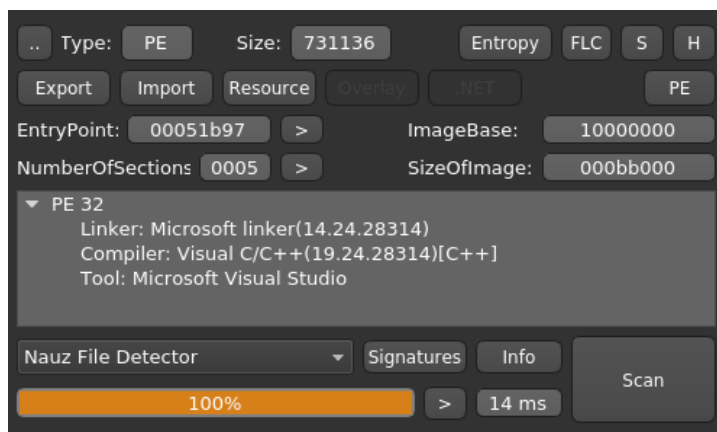 .. Type: PE Size: 731136 Entropy FLC S H
Export Import Resource Overlay .NET PE
EntryPoint: 00051b97 > ImageBase: 10000000
NumberOfSections 0005 > SizeOfImage: 000bb000
PE 32
Linker: Microsoft linker(14.24.28314)
Compiler: Visual C/C++(19.24.28314)[C++]
Tool: Microsoft Visual Studio
Nauz File Detector Signatures Info
Scan
100% > 14 ms